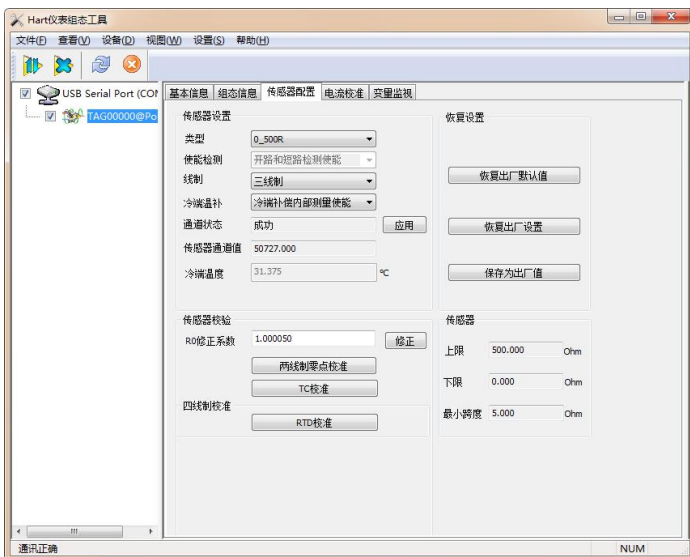 Hart仪表组态工具
文件(F) 查看(V) 设备(D) 视图(W) 设置(S) 帮助(H)
USB Serial Port (COM
TAG00000@Po
基本信息 组态信息 传感器配置 电流校准 变量监视
传感器设置
类型 0_500R
使能检测 开路和短路检测使能
线制 三线制
冷端温补 冷端补偿内部测量使能
通道状态 成功 应用
传感器通道值 50727.000
冷端温度 31.375 ℃
恢复设置
恢复出厂默认值
恢复出厂设置
保存为出厂值
传感器校验
R0修正系数 1.000050 修正
两线制零点校准
TC校准
四线制校准
RTD校准
传感器
上限 500.000 Ohm
下限 0.000 Ohm
最小跨度 5.000 Ohm
通讯正确 NUM